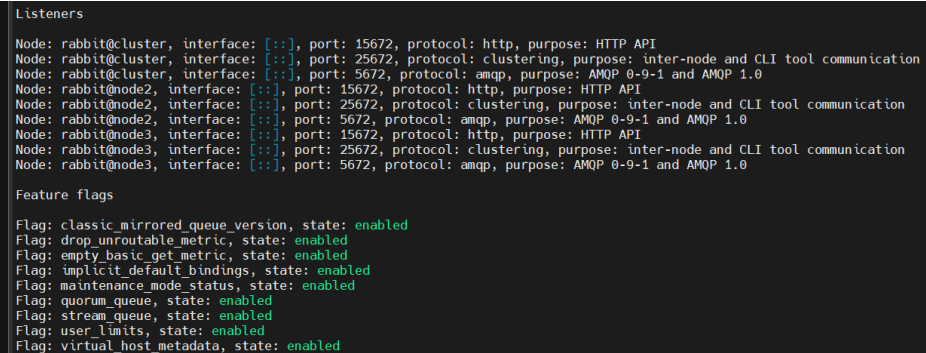 Listeners
Node: rabbit@cluster, interface: [::], port: 15672, protocol: http, purpose: HTTP API
Node: rabbit@cluster, interface: [::], port: 25672, protocol: clustering, purpose: inter-node and CLI tool communication
Node: rabbit@cluster, interface: [::], port: 5672, protocol: amqp, purpose: AMQP 0-9-1 and AMQP 1.0
Node: rabbit@node2, interface: [::], port: 15672, protocol: http, purpose: HTTP API
Node: rabbit@node2, interface: [::], port: 25672, protocol: clustering, purpose: inter-node and CLI tool communication
Node: rabbit@node2, interface: [::], port: 5672, protocol: amqp, purpose: AMQP 0-9-1 and AMQP 1.0
Node: rabbit@node3, interface: [::], port: 15672, protocol: http, purpose: HTTP API
Node: rabbit@node3, interface: [::], port: 25672, protocol: clustering, purpose: inter-node and CLI tool communication
Node: rabbit@node3, interface: [::], port: 5672, protocol: amqp, purpose: AMQP 0-9-1 and AMQP 1.0
Feature flags
Flag: classic_mirrored_queue_version, state: enabled
Flag: drop_unroutable_metric, state: enabled
Flag: empty_basic_get_metric, state: enabled
Flag: implicit_default_bindings, state: enabled
Flag: maintenance_mode_status, state: enabled
Flag: quorum_queue, state: enabled
Flag: stream_queue, state: enabled
Flag: user_limits, state: enabled
Flag: virtual_host_metadata, state: enabled